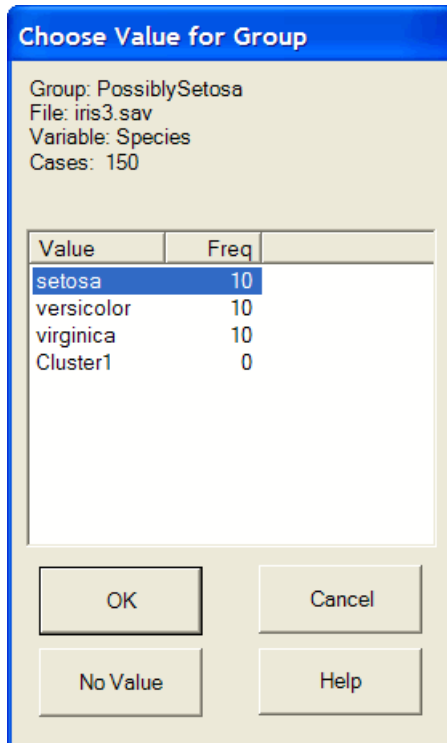 Choose Value for Group
Group: PossiblySetosa
File: iris3.sav
Variable: Species
Cases: 150
Value Freq
setosa 10
versicolor 10
virginica 10
Cluster1 0
OK Cancel
No Value Help